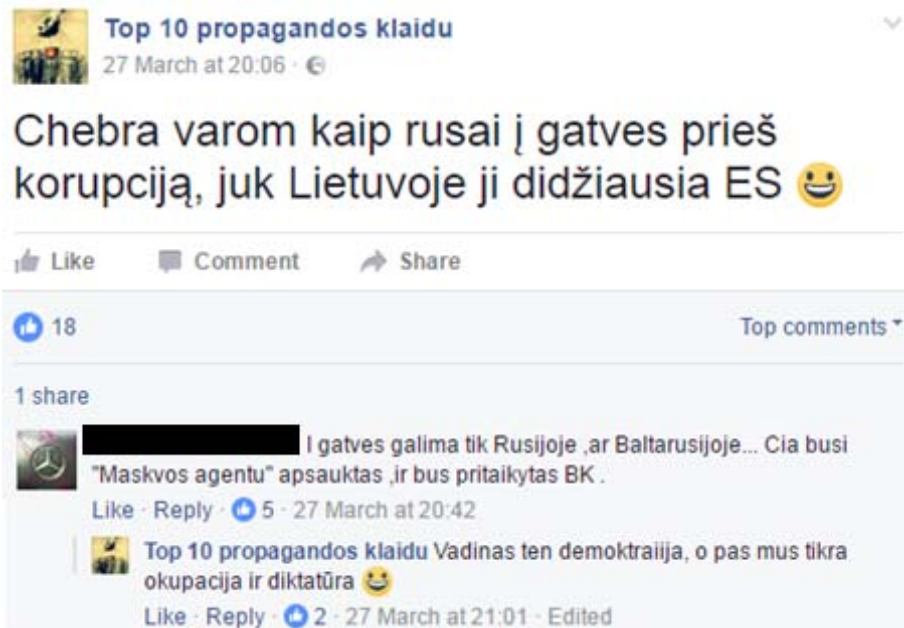 Top 10 propagandos klaidu
27 March at 20:06 ·
Chebra varom kaip rusai į gatves prieš
korupciją, juk Lietuvoje ji didžiausia ES 😀
Like Comment Share
18 Top comments
1 share
I gatves galima tik Rusijoje ,ar Baltarusijoje... Cia busi
"Maskvos agentu" apsauktas ,ir bus pritaikytas BK .
Like · Reply · 5 · 27 March at 20:42
Top 10 propagandos klaidu Vadinas ten demoktraiija, o pas mus tikra
okupacija ir diktatūra 😀
Like · Reply · 2 · 27 March at 21:01 · Edited